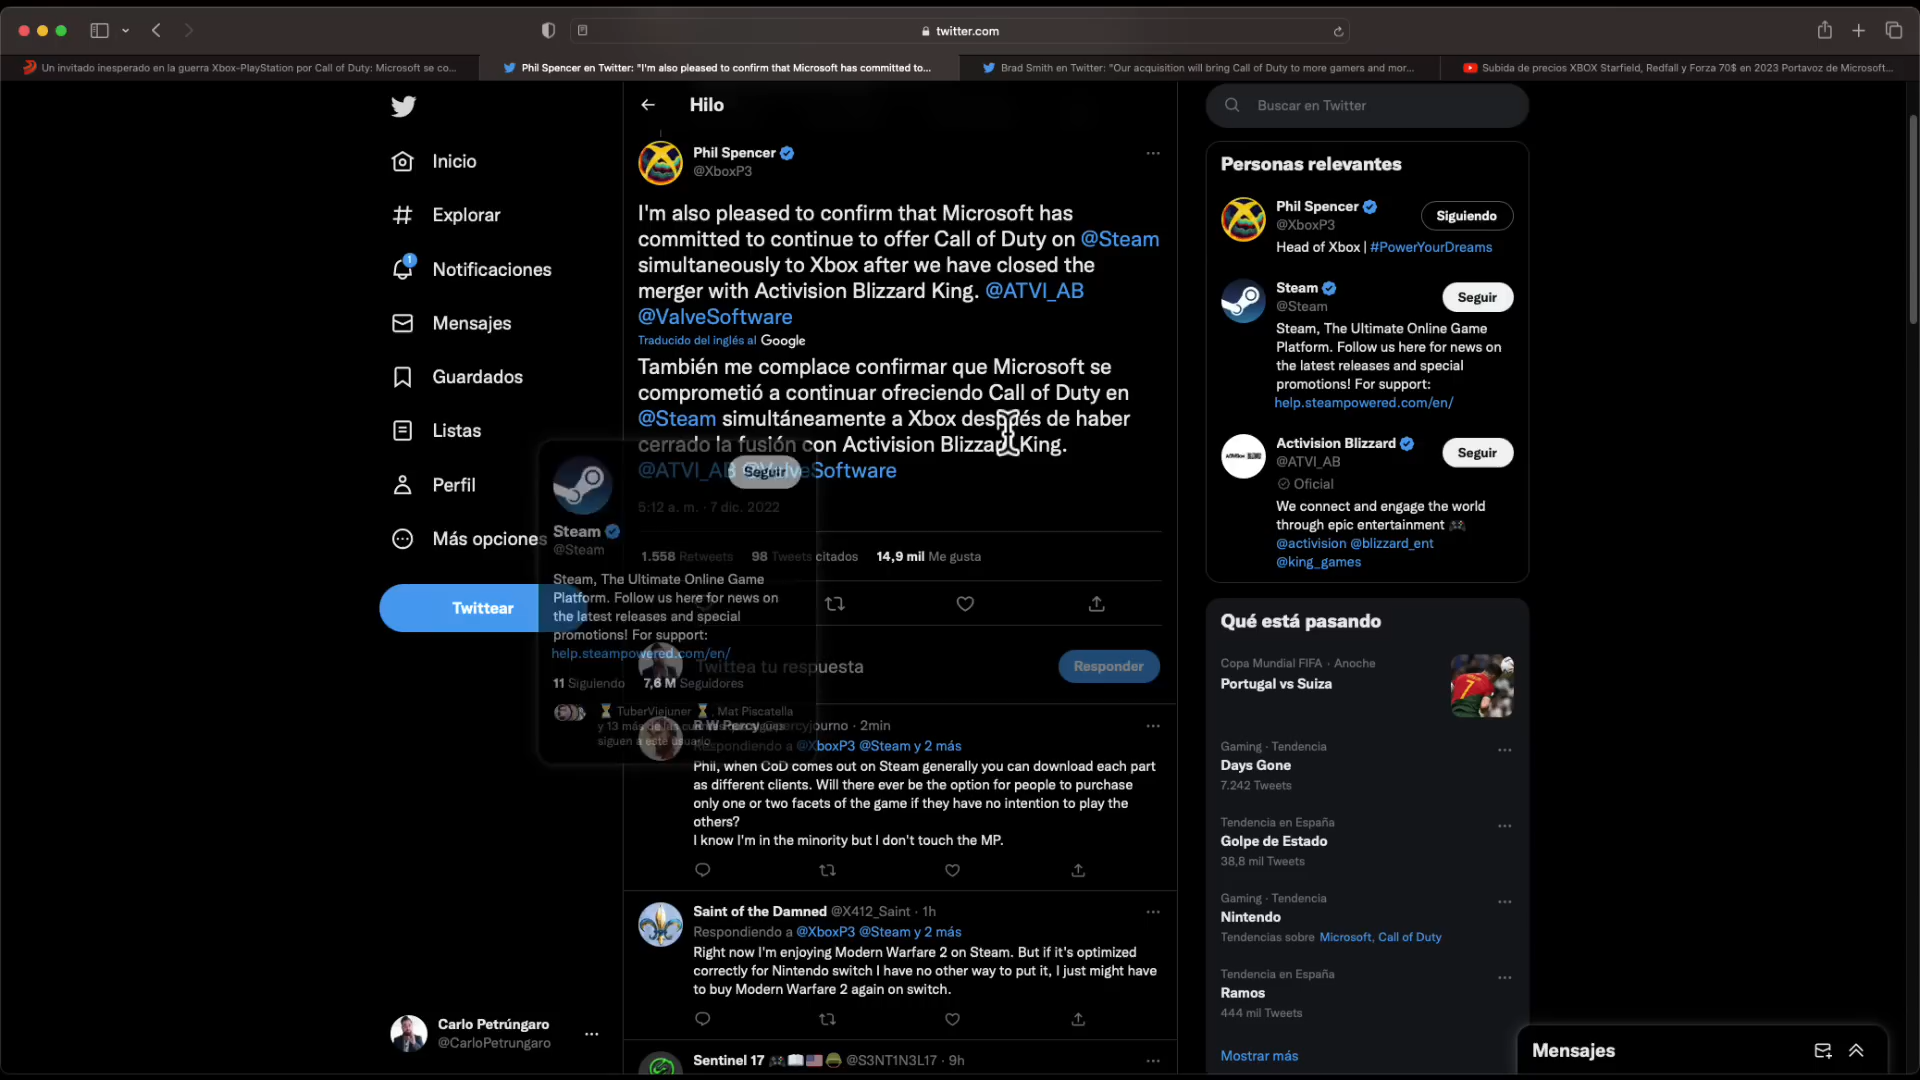 twitter.com
Un invitado inesperado en la guerra Xbox-PlayStation por Call of Duty: Microsoft se co...
Phil Spencer en Twitter: "I'm also pleased to confirm that Microsoft has committed to...
Brad Smith en Twitter: "Our acquisition will bring Call of Duty to more gamers and mor...
Subida de precios XBOX Starfield, Redfall y Forza 70$ en 2023 Portavoz de Microsoft...
Inicio
Explorar
1
Notificaciones
Mensajes
Guardados
Listas
Perfil
Más opciones
Twittear
Carlo Petrúngaro
@CarloPetrungaro
Hilo
Phil Spencer
@XboxP3
I'm also pleased to confirm that Microsoft has
committed to continue to offer Call of Duty on @Steam
simultaneously to Xbox after we have closed the
merger with Activision Blizzard King. @ATVI_AB
@ValveSoftware
Traducido del inglés al Google
También me complace confirmar que Microsoft se
comprometió a continuar ofreciendo Call of Duty en
@Steam simultáneamente a Xbox después de haber
cerrado la fusión con Activision Blizzard King.
@ATVI_AB @ValveSoftware
5:12 a. m. · 7 dic. 2022
1.558 Retweets 98 Tweets citados 14,9 mil Me gusta
Twittea tu respuesta
Responder
Seguir
Steam
@Steam
Steam, The Ultimate Online Game
Platform. Follow us here for news on
the latest releases and special
promotions! For support:
help.steampowered.com/en/
11 Siguiendo 7,6 M Seguidores
TuberViejuner , Mat Piscatella
y 13 más de las cuentas que sigues
siguen a este usuario
R W Percy journo · 2min
Respondiendo a @XboxP3 @Steam y 2 más
Phil, when CoD comes out on Steam generally you can download each part
as different clients. Will there ever be the option for people to purchase
only one or two facets of the game if they have no intention to play the
others?
I know I'm in the minority but I don't touch the MP.
Saint of the Damned @X412_Saint · 1h
Respondiendo a @XboxP3 @Steam y 2 más
Right now I'm enjoying Modern Warfare 2 on Steam. But if it's optimized
correctly for Nintendo switch I have no other way to put it, I just might have
to buy Modern Warfare 2 again on switch.
Sentinel 17 @S3NT1N3L17 · 9h
Buscar en Twitter
Personas relevantes
Phil Spencer
@XboxP3
Siguiendo
Head of Xbox | #PowerYourDreams
Steam
@Steam
Seguir
Steam, The Ultimate Online Game
Platform. Follow us here for news on
the latest releases and special
promotions! For support:
help.steampowered.com/en/
Activision Blizzard
@ATVI_AB
Seguir
Oficial
We connect and engage the world
through epic entertainment
@activision @blizzard_ent
@king_games
Qué está pasando
Copa Mundial FIFA · Anoche
Portugal vs Suiza
Gaming · Tendencia
Days Gone
7.242 Tweets
Tendencia en España
Golpe de Estado
38,8 mil Tweets
Gaming · Tendencia
Nintendo
Tendencias sobre Microsoft, Call of Duty
Tendencia en España
Ramos
444 mil Tweets
Mostrar más
Mensajes